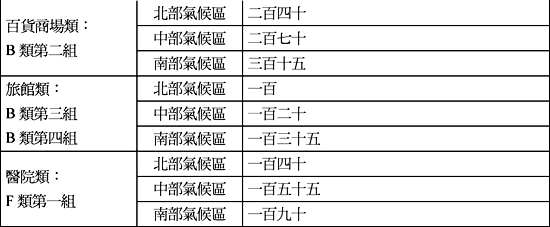 百貨商場類：
B 類第二組
北部氣候區 二百四十
中部氣候區 二百七十
南部氣候區 三百十五
旅館類：
B 類第三組
B 類第四組
北部氣候區 一百
中部氣候區 一百二十
南部氣候區 一百三十五
醫院類：
F 類第一組
北部氣候區 一百四十
中部氣候區 一百五十五
南部氣候區 一百九十